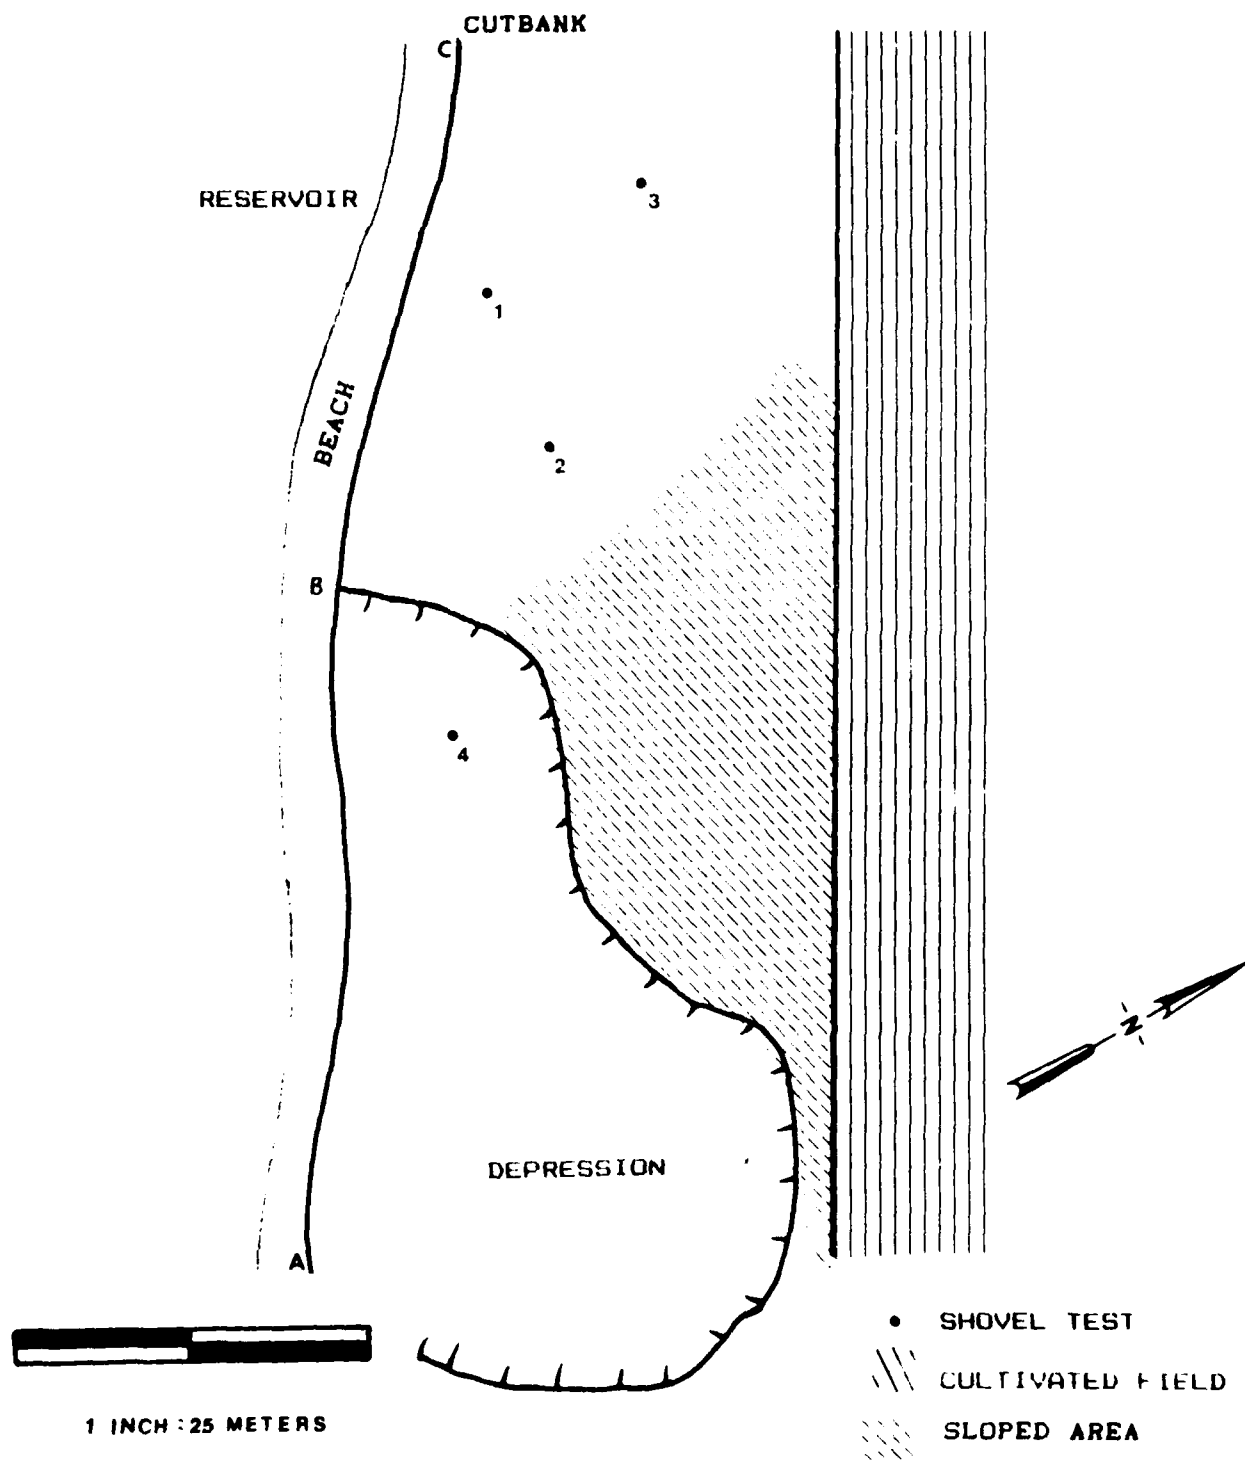 CUTBANK
C
RESERVOIR
3
1
BEACH
2
B
4
N
DEPRESSION
A
SHOVEL TEST
CULTIVATED FIELD
1 INCH : 25 METERS
SLOPED AREA